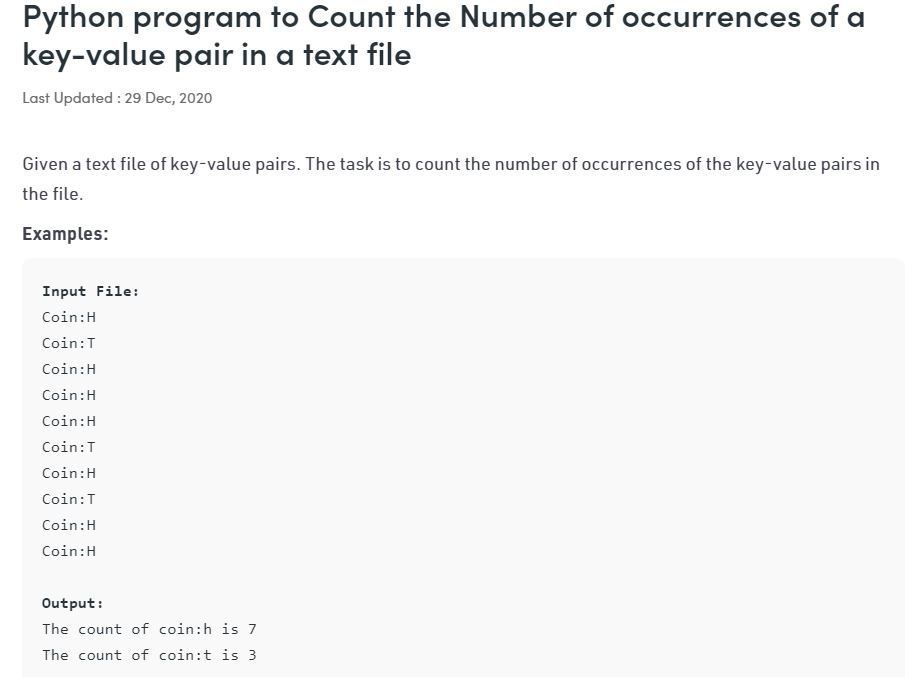 Python program to Count the Number of occurrences of a
key-value pair in a text file
Last Updated : 29 Dec, 2020
Given a text file of key-value pairs. The task is to count the number of occurrences of the key-value pairs in
the file.
Examples:
Input File:
Coin:H
Coin:T
Coin:H
Coin:H
Coin:H
Coin:T
Coin:H
Coin:T
Coin:H
Coin:H
Output:
The count of coin:h is 7
The count of coin:t is 3